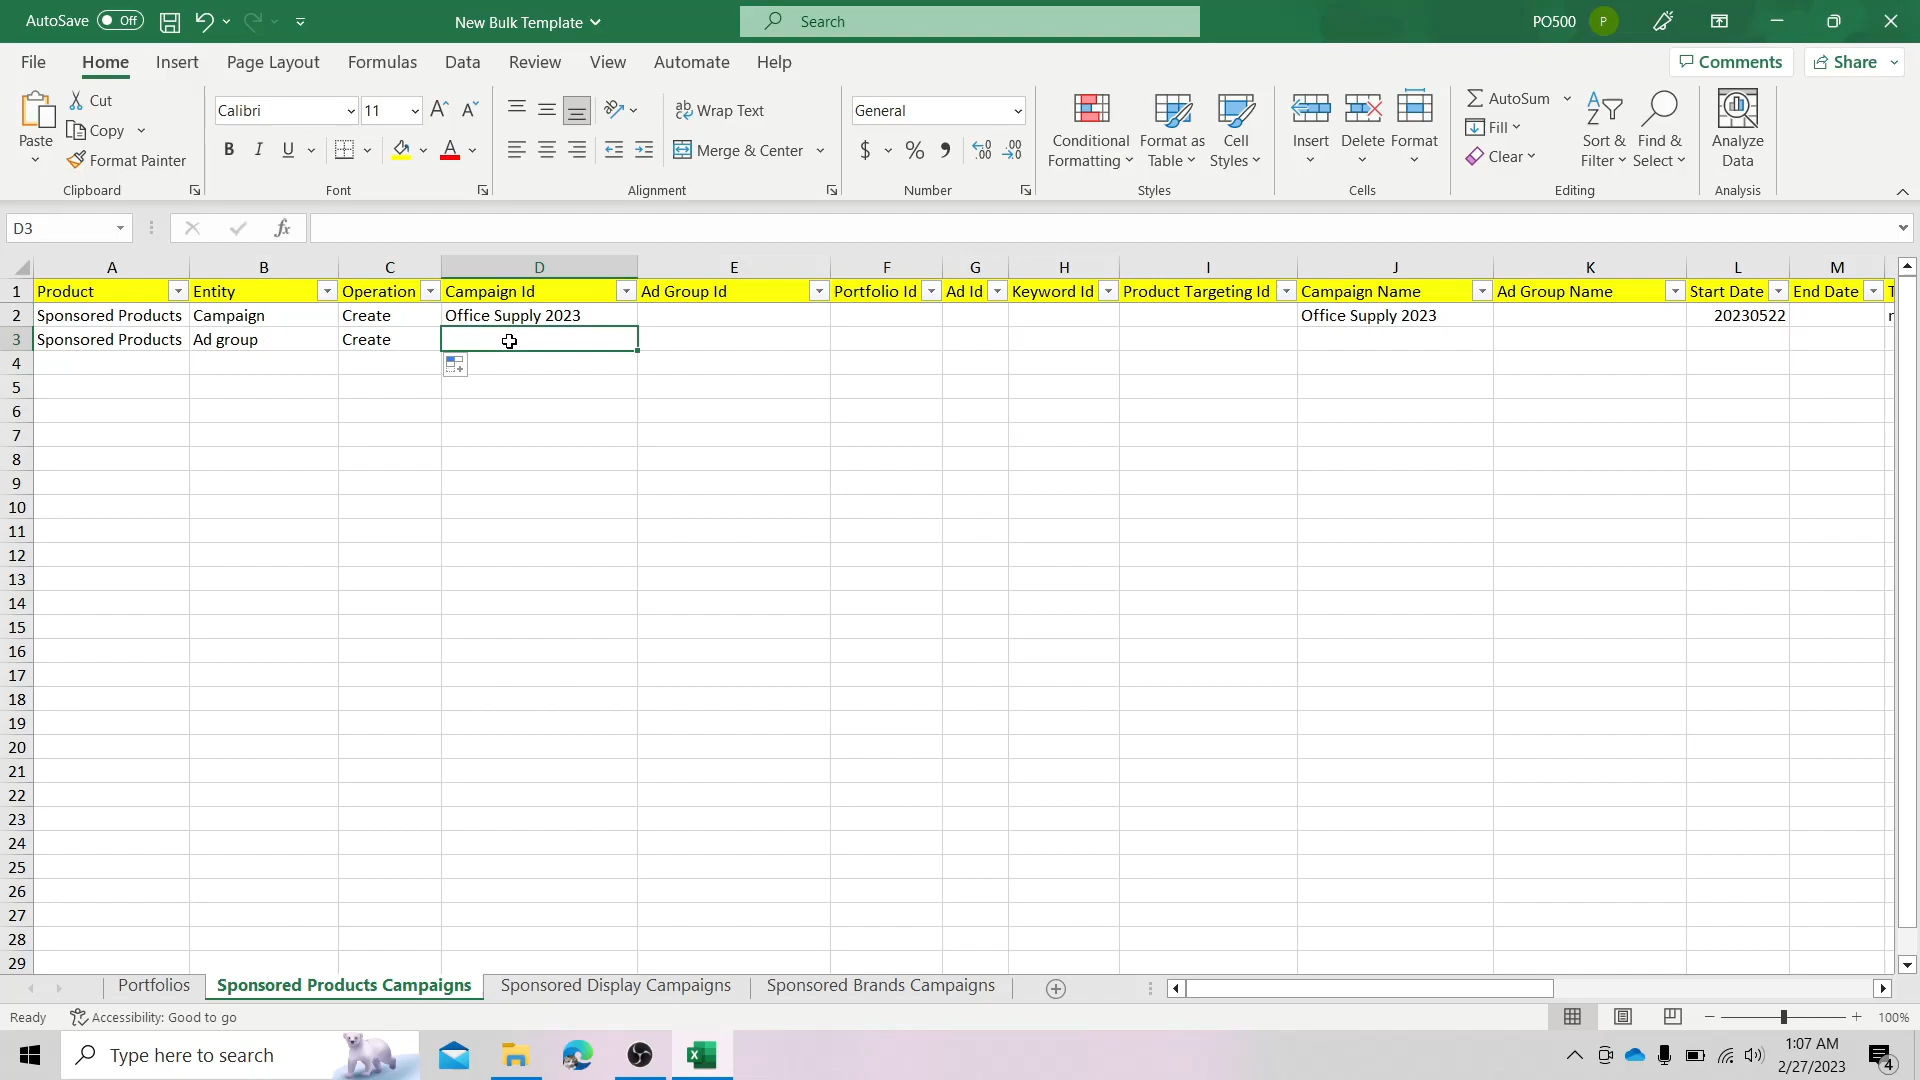 AutoSave Off New Bulk Template Search PO500 P
File Home Insert Page Layout Formulas Data Review View Automate Help Comments Share
Paste
Cut
Copy
Format Painter
Clipboard
Calibri 11
B I U
Font
Wrap Text
Merge & Center
Alignment
General
$ % ,
Number
Conditional Formatting
Format as Table
Cell Styles
Styles
Insert Delete Format
Cells
AutoSum
Fill
Clear
Sort & Filter
Find & Select
Editing
Analyze Data
Analysis
D3 fx
A B C D E F G H I J K L M
1 Product Entity Operation Campaign Id Ad Group Id Portfolio Id Ad Id Keyword Id Product Targeting Id Campaign Name Ad Group Name Start Date End Date
2 Sponsored Products Campaign Create Office Supply 2023 Office Supply 2023 20230522
3 Sponsored Products Ad group Create
4
5
6
7
8
9
10
11
12
13
14
15
16
17
18
19
20
21
22
23
24
25
26
27
28
29
Portfolios Sponsored Products Campaigns Sponsored Display Campaigns Sponsored Brands Campaigns
Ready Accessibility: Good to go 100%
Type here to search
1:07 AM
2/27/2023
4